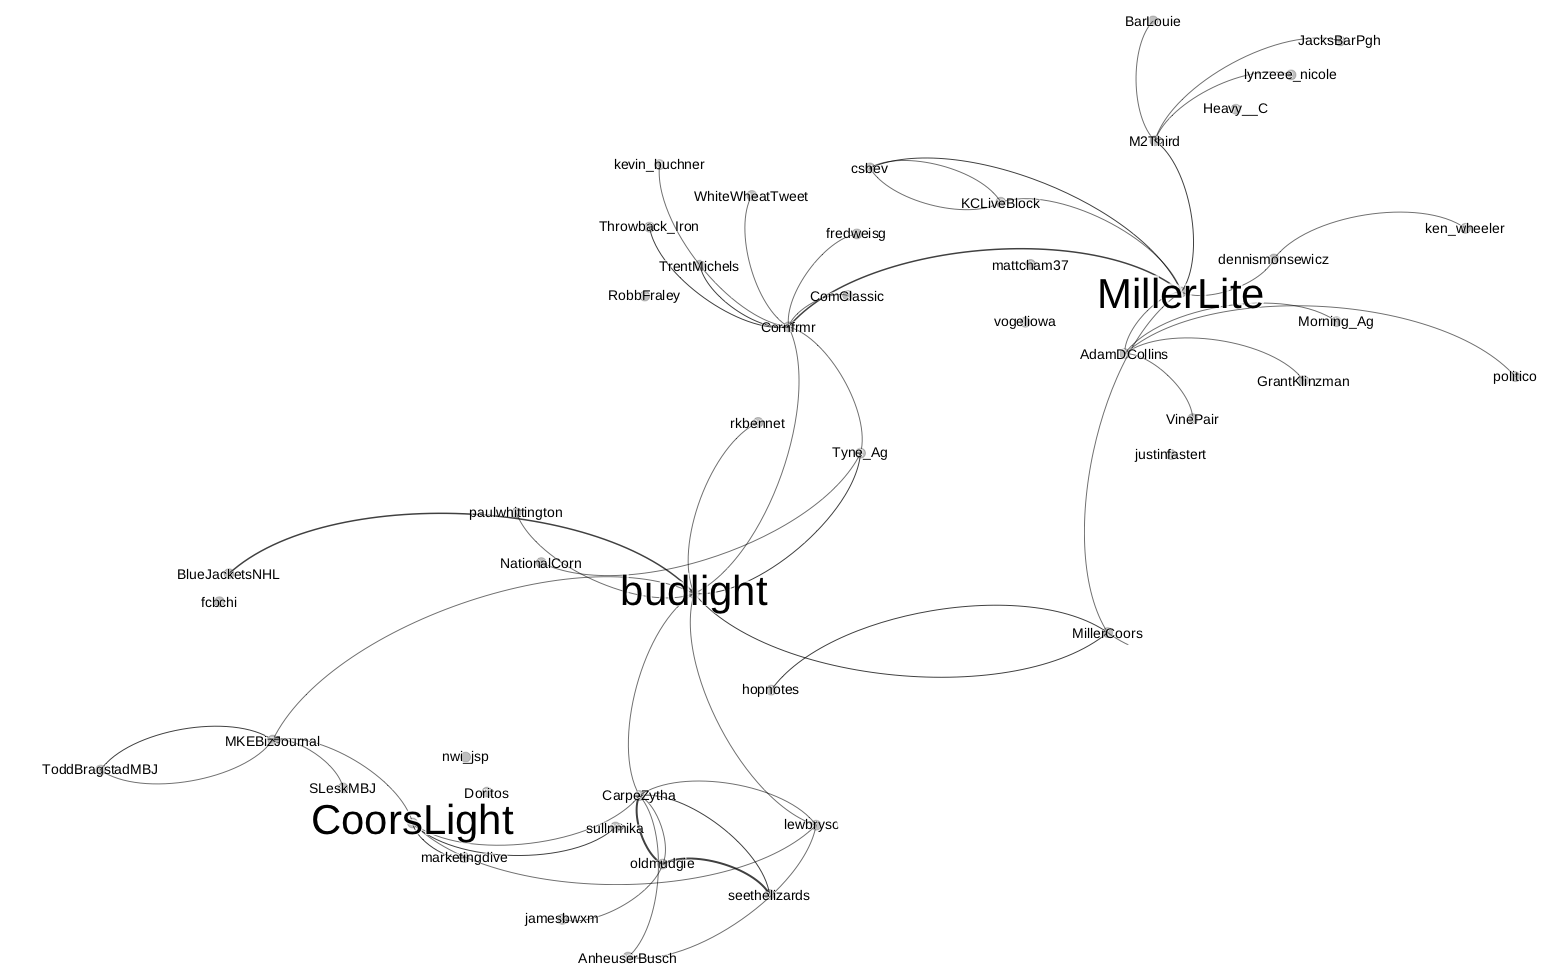 BarLouie
JacksBarPgh
lynzeee_nicole
Heavy__C
M2Third
kevin_buchner
csbev
WhiteWheatTweet
KCLiveBlock
Throwback_Iron
fredweisg
ken_wheeler
dennismonsewicz
TrentMichels
mattcham37
RobbFraley
ComClassic
MillerLite
Cornfrmr
vogeliowa
Morning_Ag
AdamDCollins
politico
GrantKlinzman
VinePair
rkbennet
Tyne_Ag
justinfastert
paulwhittington
NationalCorn
BlueJacketsNHL
budlight
fcbchi
MillerCoors
hopnotes
MKEBizJournal
nwi_jsp
ToddBragstadMBJ
SLeskMBJ
Doritos
CarpeZytha
CoorsLight
sullnmika
lewbrysc
marketingdive
oldmudgie
seethelizards
jamesbwxm
AnheuserBusch